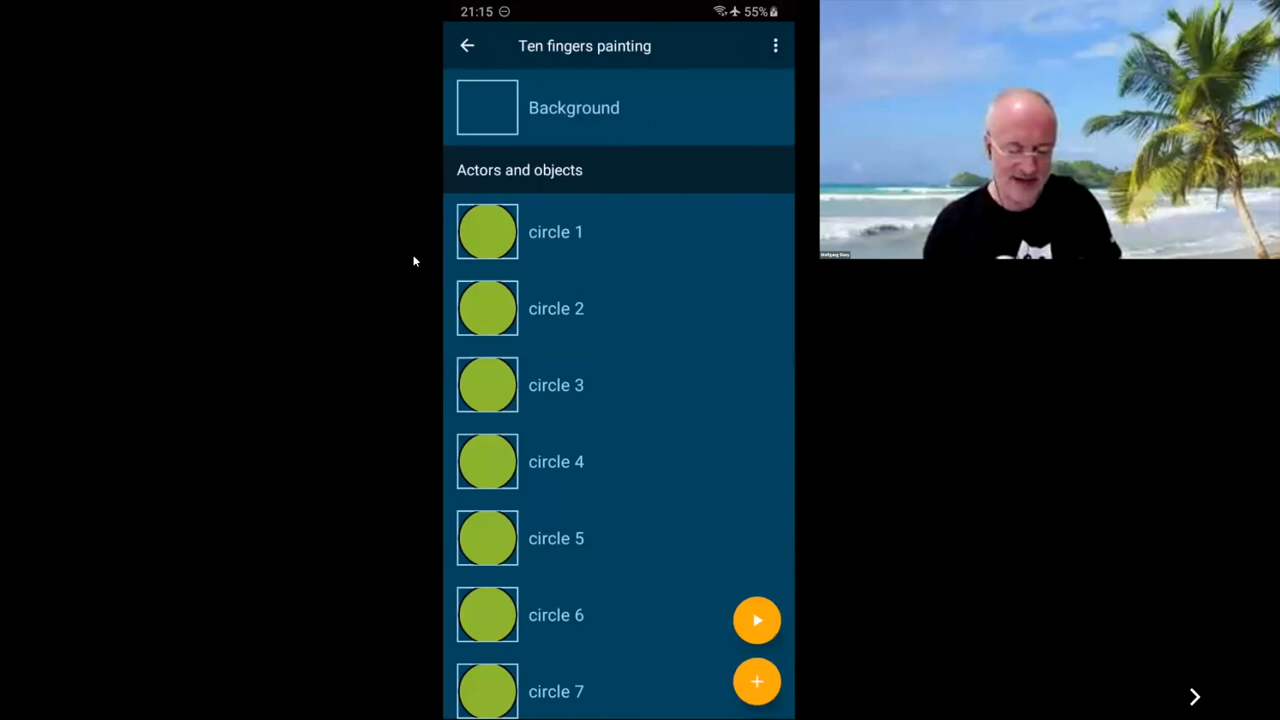 21:15 55%
Ten fingers painting
Background
Actors and objects
circle 1
circle 2
circle 3
circle 4
circle 5
circle 6
circle 7